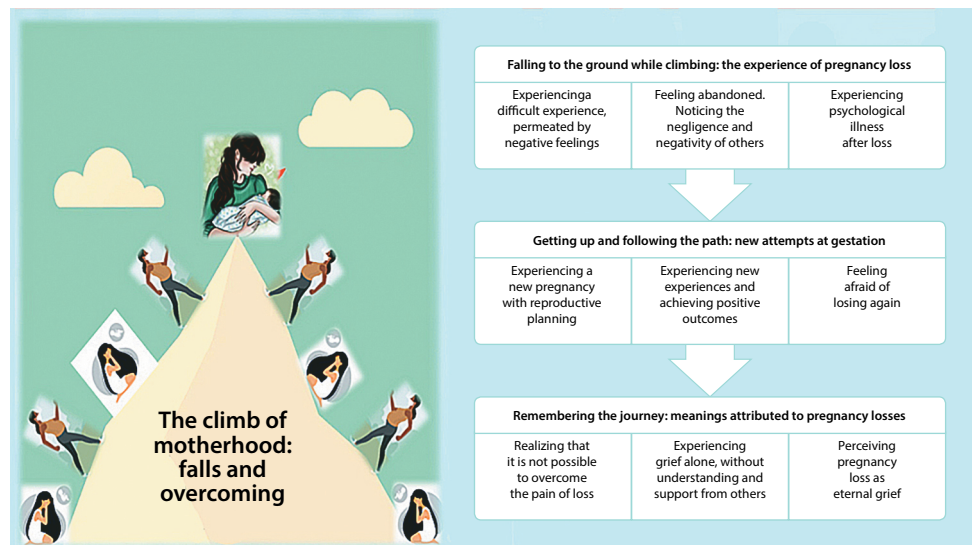 The climb of
motherhood:
falls and
overcoming
Falling to the ground while climbing: the experience of pregnancy loss
Experiencinga
difficult experience,
permeated by
negative feelings
Feeling abandoned.
Noticing the
negligence and
negativity of others
Experiencing
psychological
illness
after loss
Getting up and following the path: new attempts at gestation
Experiencing a
new pregnancy
with reproductive
planning
Experiencing new
experiences and
achieving positive
outcomes
Feeling
afraid of
losing again
Remembering the journey: meanings attributed to pregnancy losses
Realizing that
it is not possible
to overcome
the pain of loss
Experiencing
grief alone, without
understanding and
support from others
Perceiving
pregnancy
loss as
eternal grief